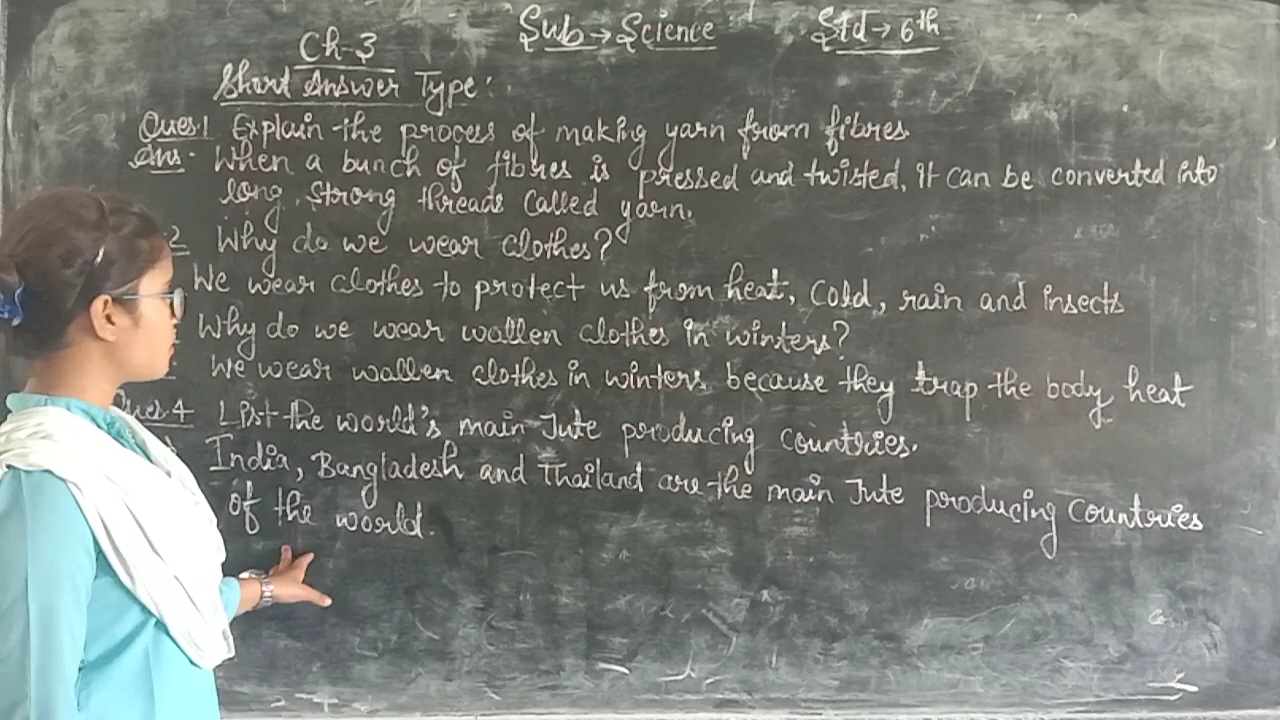 Sub → Science Std → 6th
Ch-3
Short Answer Type:
Ques.1 Explain the process of making yarn from fibres
Ans. When a bunch of fibres is pressed and twisted, it can be converted into
long, strong threads called yarn.
2 Why do we wear clothes?
We wear clothes to protect us from heat, cold, rain and insects
Why do we wear wollen clothes in winters?
We wear wallen clothes in winters because they trap the body heat
Ques.4 List the world's main Jute producing countries.
India, Bangladesh and Thailand are the main Jute producing countries
of the world.